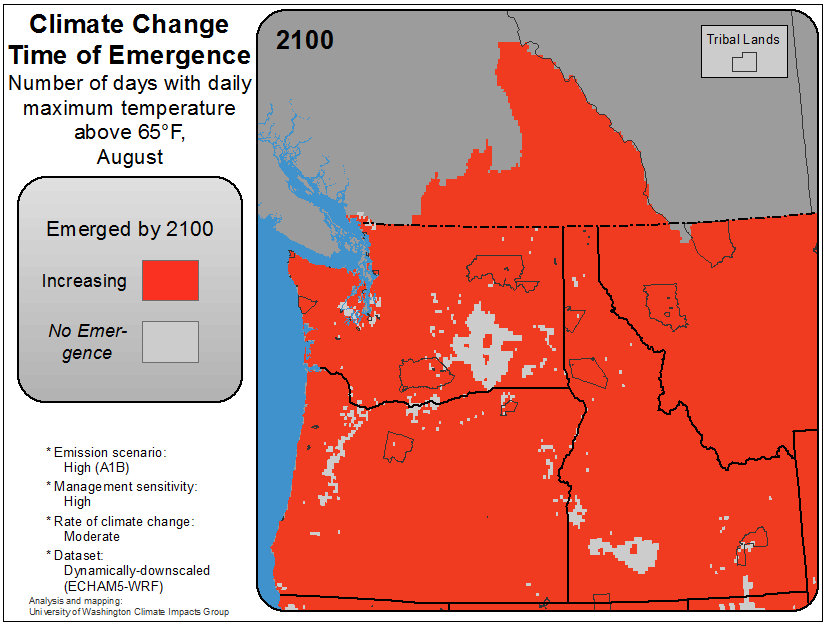 Climate Change
Time of Emergence
Number of days with daily
maximum temperature
above 65°F,
August
Emerged by 2100
Increasing
No Emer-
gence
* Emission scenario:
High (A1B)
* Management sensitivity:
High
* Rate of climate change:
Moderate
* Dataset:
Dynamically-downscaled
(ECHAM5-WRF)
Analysis and mapping:
University of Washington Climate Impacts Group
2100
Tribal Lands